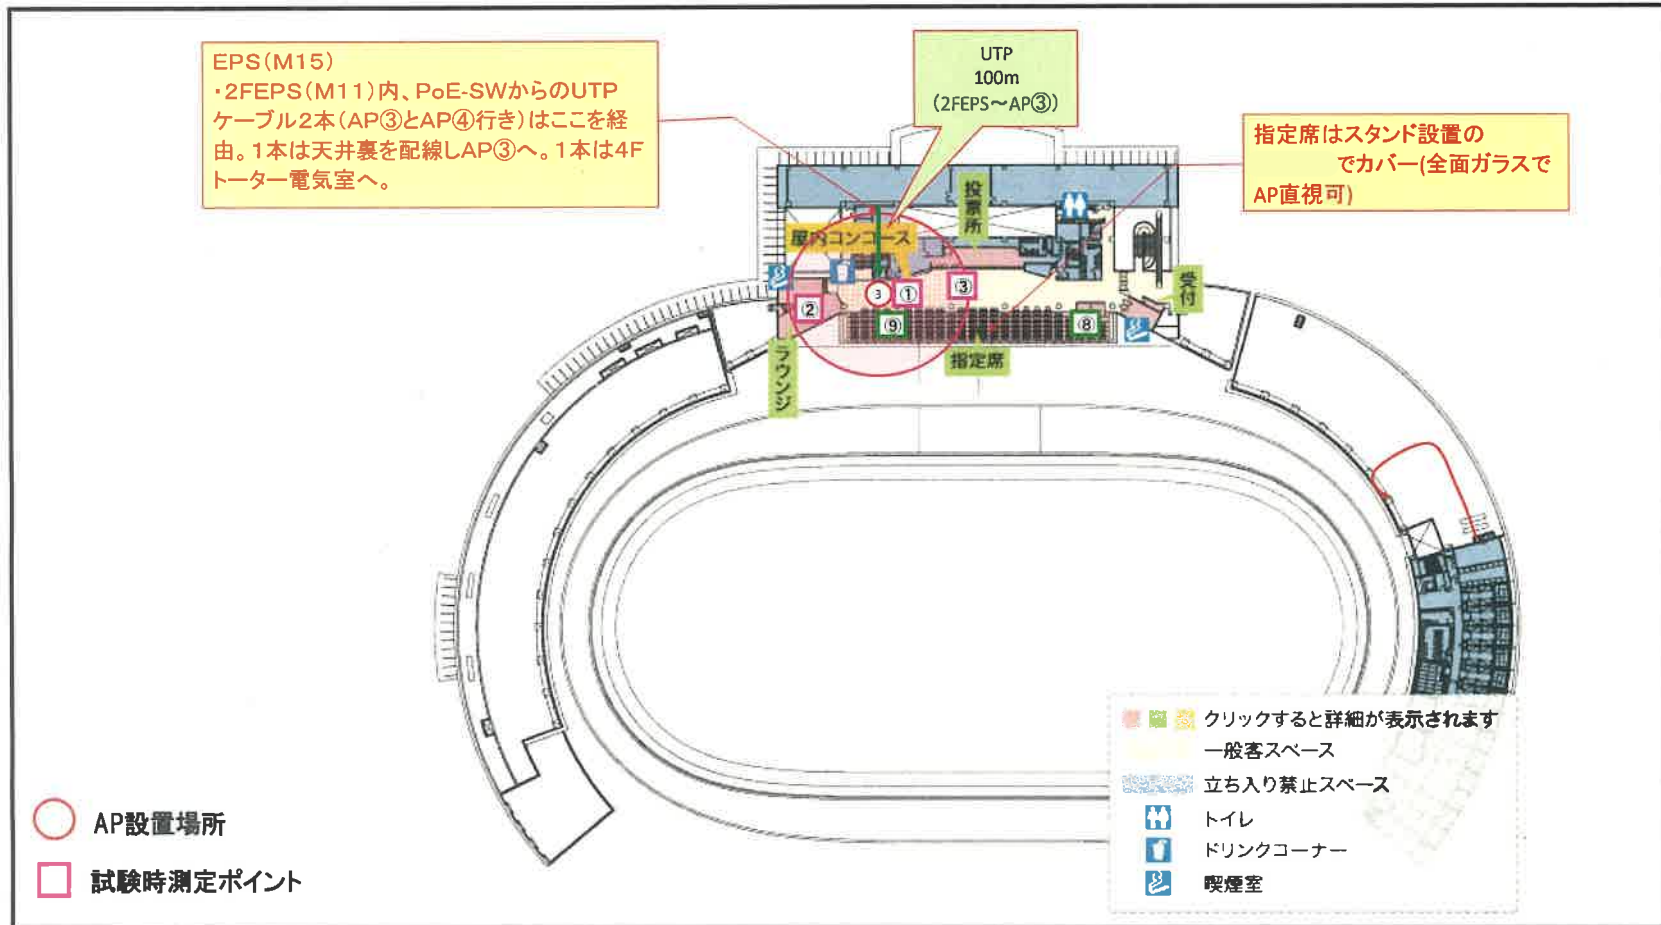 EPS(M15)
・2FEPS(M11)内、PoE-SWからのUTP
ケーブル2本(AP③とAP④行き)はここを経
由。1本は天井裏を配線しAP③へ。1本は4F
トーター電気室へ。
UTP
100m
(2FEPS～AP③)
指定席はスタンド設置の
でカバー(全面ガラスで
AP直視可)
投票所
屋内コンコース
受付
3
①
③
②
⑨
⑧
ラウンジ
指定席
クリックすると詳細が表示されます
一般客スペース
立ち入り禁止スペース
トイレ
ドリンクコーナー
喫煙室
AP設置場所
試験時測定ポイント